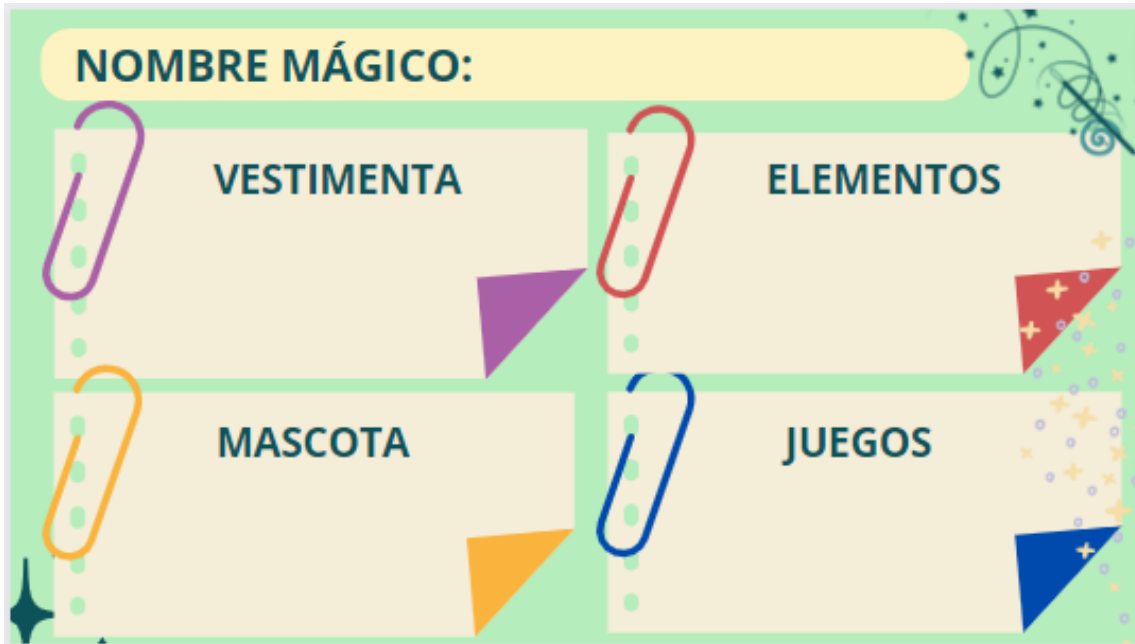 NOMBRE MÁGICO:
VESTIMENTA
ELEMENTOS
MASCOTA
JUEGOS